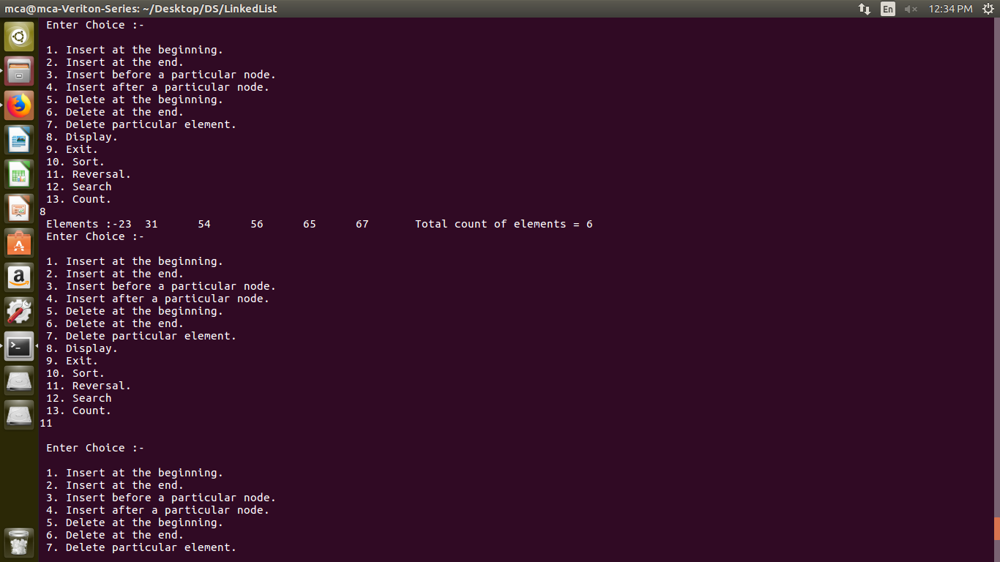 mca@mca-Veriton-Series: ~/Desktop/DS/LinkedList En 12:34 PM
Enter Choice :-
1. Insert at the beginning.
2. Insert at the end.
3. Insert before a particular node.
4. Insert after a particular node.
5. Delete at the beginning.
6. Delete at the end.
7. Delete particular element.
8. Display.
9. Exit.
10. Sort.
11. Reversal.
12. Search
13. Count.
8
Elements :-23 31 54 56 65 67 Total count of elements = 6
Enter Choice :-
1. Insert at the beginning.
2. Insert at the end.
3. Insert before a particular node.
4. Insert after a particular node.
5. Delete at the beginning.
6. Delete at the end.
7. Delete particular element.
8. Display.
9. Exit.
10. Sort.
11. Reversal.
12. Search
13. Count.
11
Enter Choice :-
1. Insert at the beginning.
2. Insert at the end.
3. Insert before a particular node.
4. Insert after a particular node.
5. Delete at the beginning.
6. Delete at the end.
7. Delete particular element.